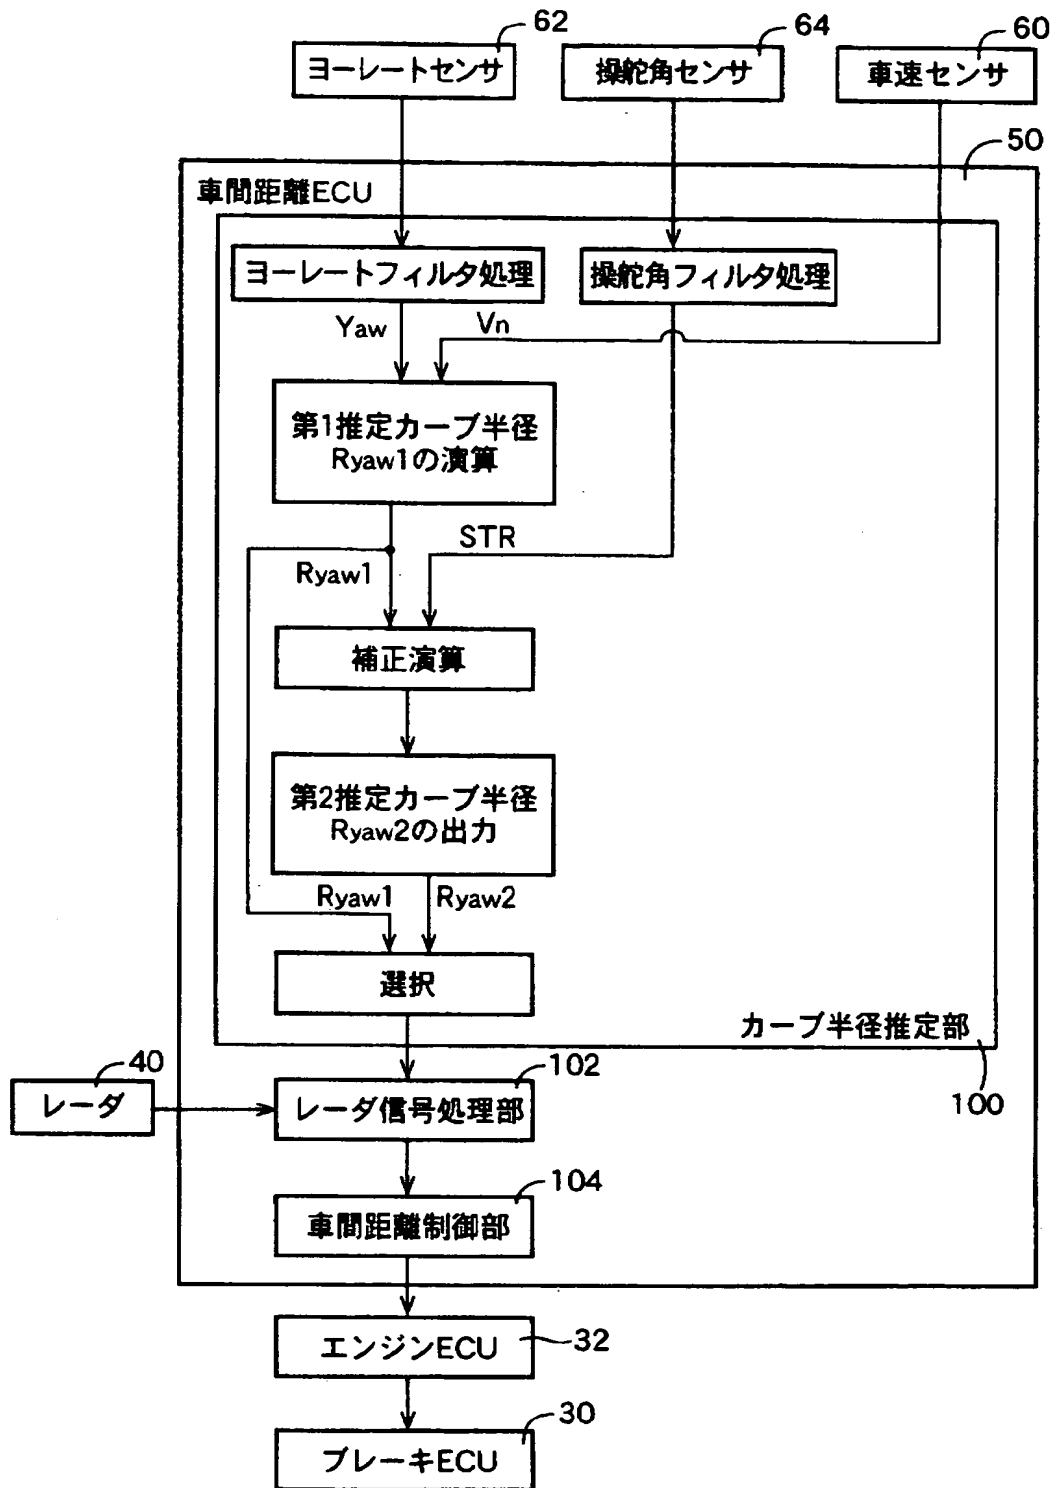 62
64
60
ヨーレートセンサ
操舵角センサ
車速センサ
50
車間距離ECU
ヨーレートフィルタ処理
操舵角フィルタ処理
Yaw
Vn
第1推定カーブ半径
Ryaw1の演算
STR
Ryaw1
補正演算
第2推定カーブ半径
Ryaw2の出力
Ryaw1
Ryaw2
選択
カーブ半径推定部
100
40
レーダ
102
レーダ信号処理部
104
車間距離制御部
エンジンECU
32
30
ブレーキECU